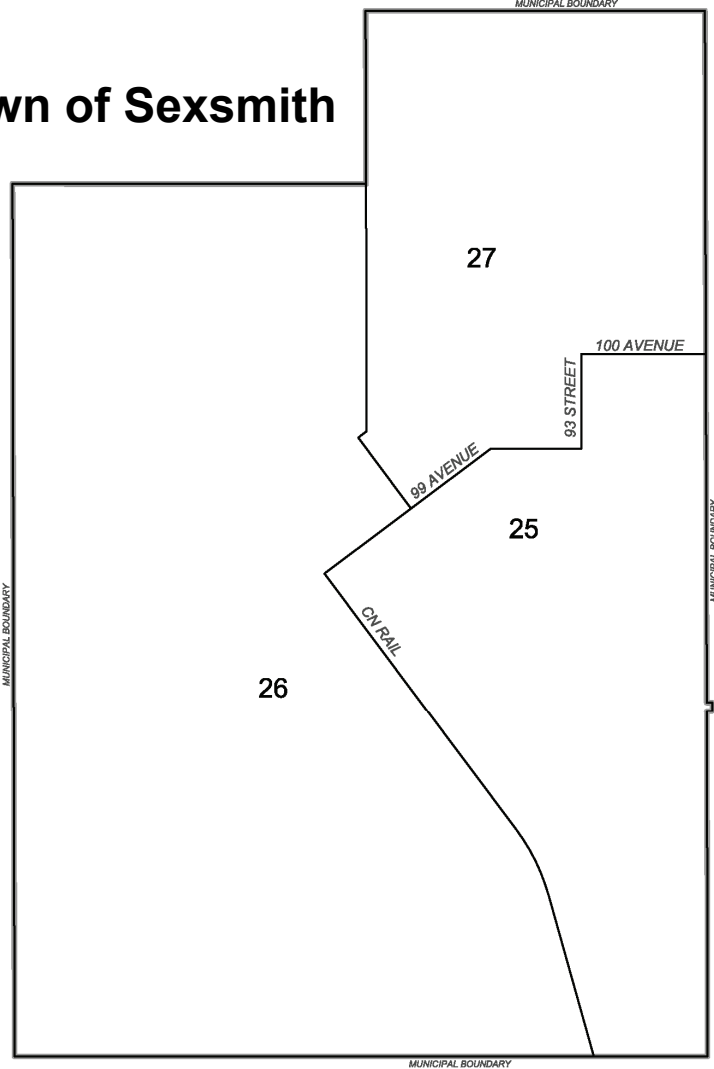 MUNICIPAL BOUNDARY
wn of Sexsmith
27
100 AVENUE
93 STREET
99 AVENUE
25
MUNICIPAL BOUNDARY
MUNICIPAL BOUNDARY
CN RAIL
26
MUNICIPAL BOUNDARY